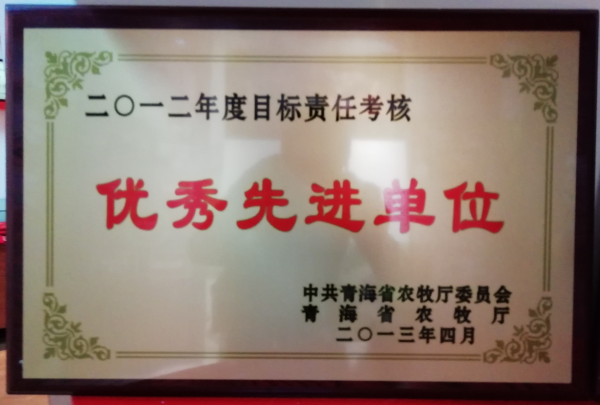 二〇一二年度目标责任考核
优秀先进单位
中共青海省农牧厅委员会
青海省农牧厅
二〇一三年四月